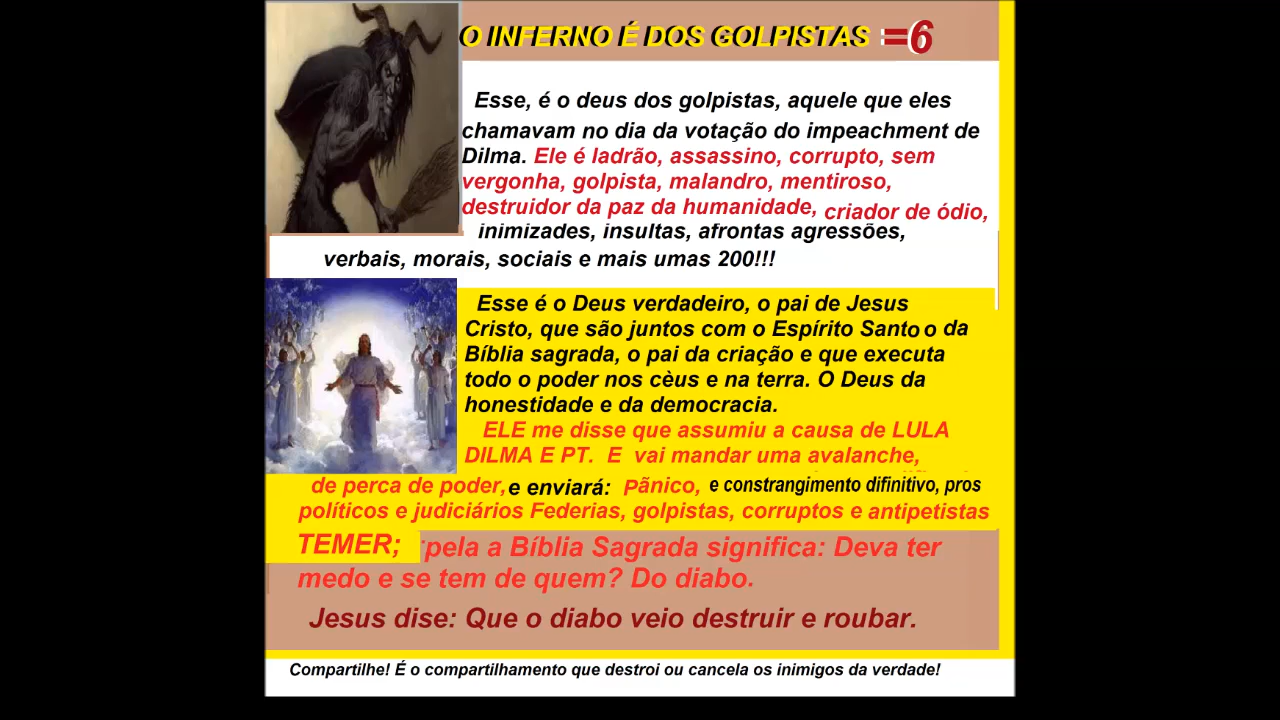 O INFERNO É DOS GOLPISTAS =6
Esse, é o deus dos golpistas, aquele que eles
chamavam no dia da votação do impeachment de
Dilma. Ele é ladrão, assassino, corrupto, sem
vergonha, golpista, malandro, mentiroso,
destruidor da paz da humanidade, criador de ódio,
inimizades, insultas, afrontas agressões,
verbais, morais, sociais e mais umas 200!!!
Esse é o Deus verdadeiro, o pai de Jesus
Cristo, que são juntos com o Espírito Santo o da
Bíblia sagrada, o pai da criação e que executa
todo o poder nos cèus e na terra. O Deus da
honestidade e da democracia.
ELE me disse que assumiu a causa de LULA
DILMA E PT. E vai mandar uma avalanche,
de perca de poder, e enviará: Pãnico, e constrangimento difinitivo, pros
políticos e judiciários Federias, golpistas, corruptos e antipetistas
TEMER; pela a Bíblia Sagrada significa: Deva ter
medo e se tem de quem? Do diabo.
Jesus dise: Que o diabo veio destruir e roubar.
Compartilhe! É o compartilhamento que destroi ou cancela os inimigos da verdade!